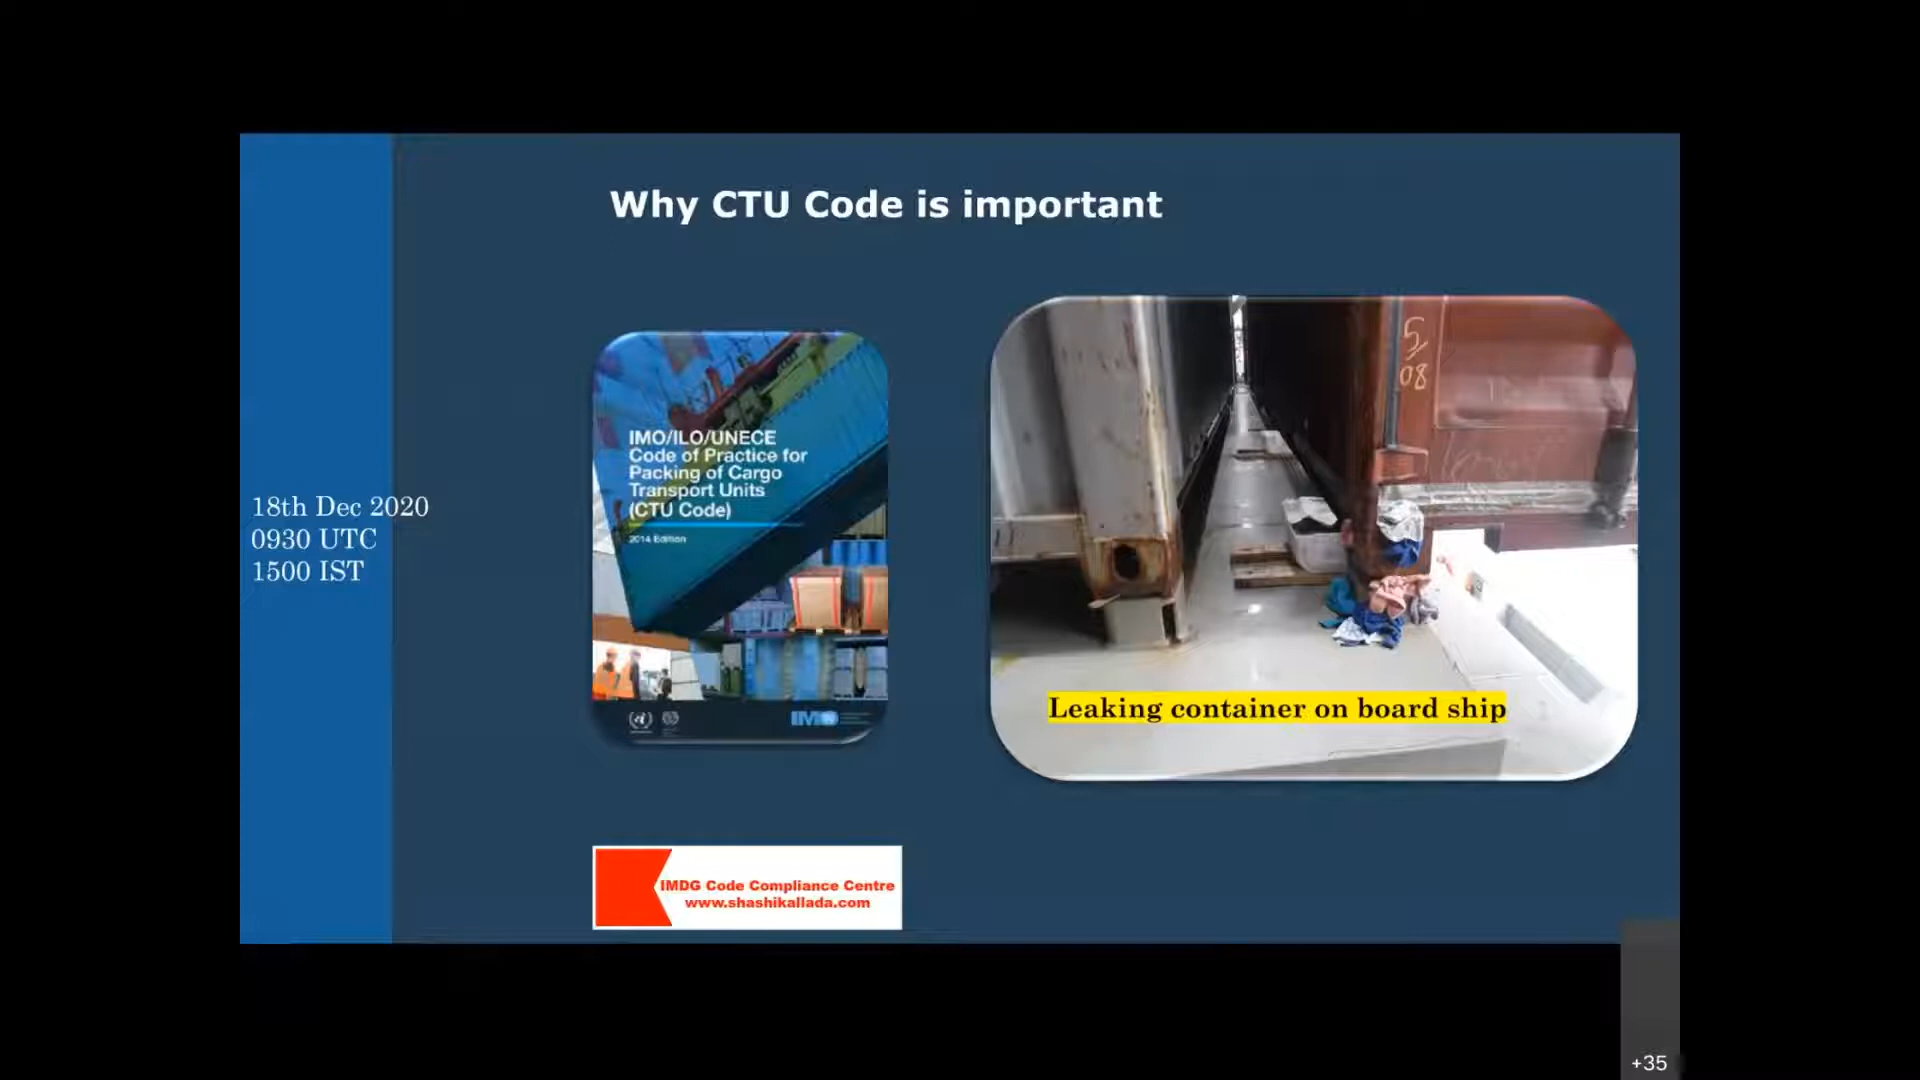 Why CTU Code is important
18th Dec 2020
0930 UTC
1500 IST
IMO/ILO/UNECE
Code of Practice for
Packing of Cargo
Transport Units
(CTU Code)
2014 Edition
IMO
5/
08
Leaking container on board ship
IMDG Code Compliance Centre
www.shashikallada.com
+35